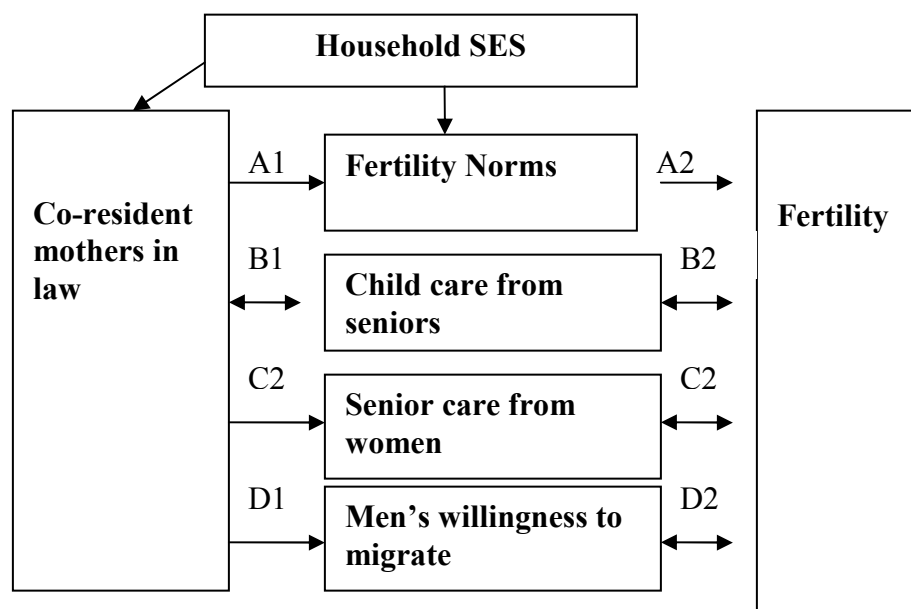 Household SES
A1
Fertility Norms
A2
Co-resident
mothers in
law
Fertility
B1
Child care from
seniors
B2
C2
Senior care from
women
C2
D1
Men’s willingness to
migrate
D2